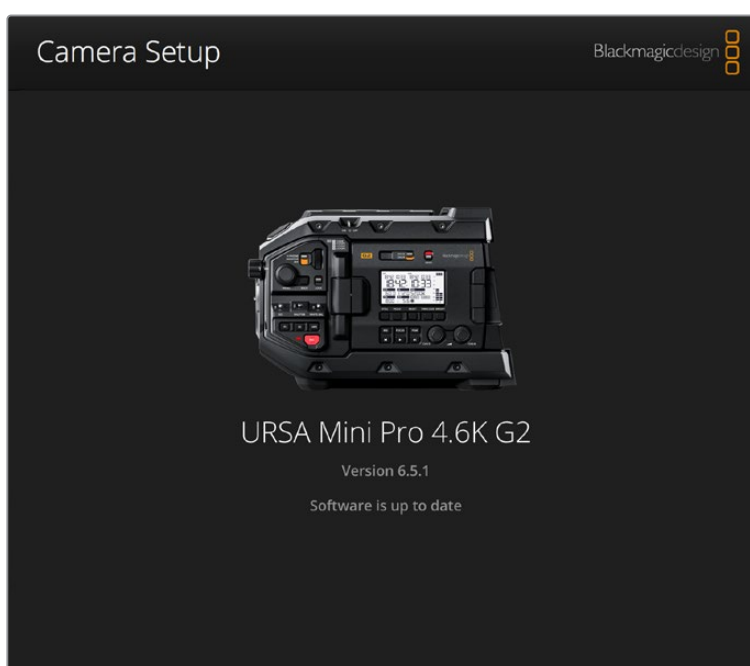 Camera Setup
Blackmagicdesign
URSA Mini Pro 4.6K G2
Version 6.5.1
Software is up to date